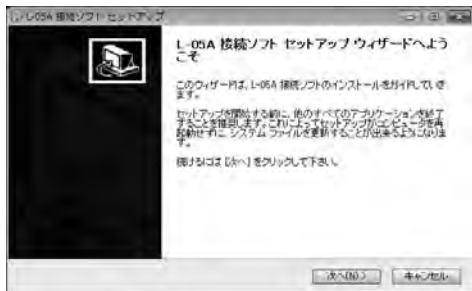 L-05A 接続ソフト セットアップ
L-05A 接続ソフト セットアップ ウィザードへよう
こそ
このウィザードは、L-05A 接続ソフトのインストールをガイドしていき
ます。
セットアップを開始する前に、他のすべてのアプリケーションを終了
することを推奨します。これによってセットアップがコンピュータを再
起動せずに、システム ファイルを更新することが出来るようになりま
す。
続けるには [次へ] をクリックして下さい。
次へ(N) >
キャンセル